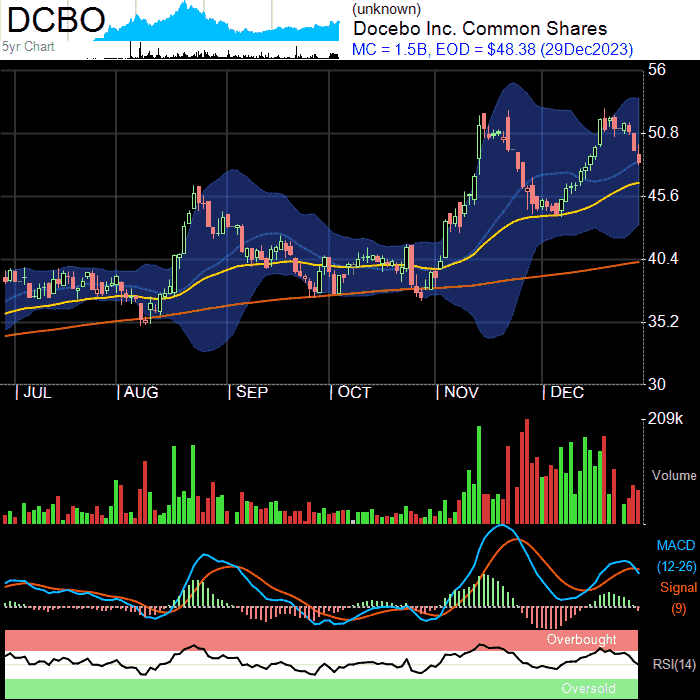 DCBO
5yr Chart
(unknown)
Docebo Inc. Common Shares
MC = 1.5B, EOD = $48.38 (29Dec2023)
56
50.8
45.6
40.4
35.2
30
JUL AUG SEP OCT NOV DEC
209k
Volume
MACD
(12-26)
Signal
(9)
Overbought
RSI(14)
Oversold